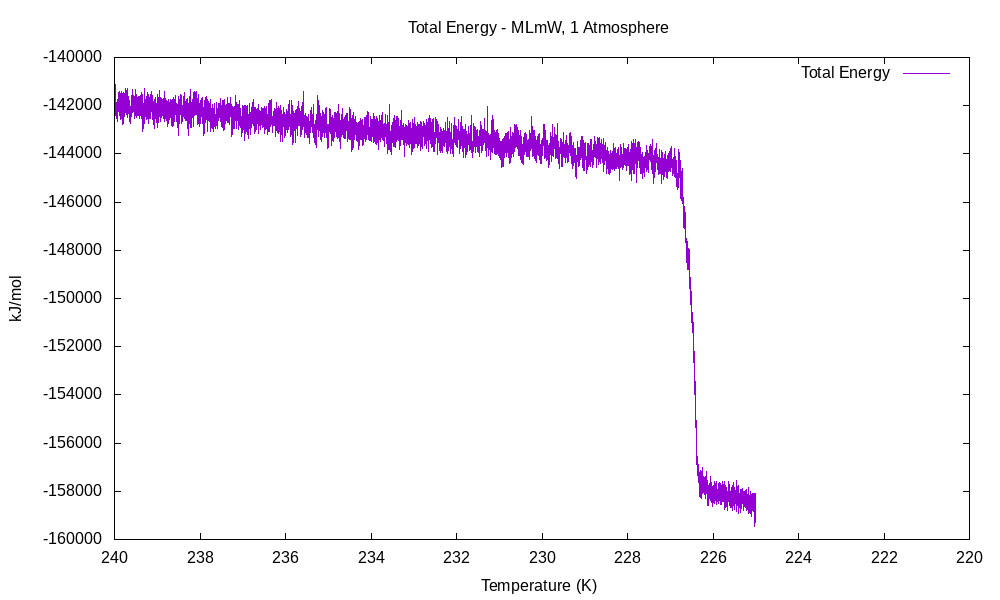 Total Energy - MLmW, 1 Atmosphere
-140000
Total Energy
-142000
-144000
-146000
-148000
-150000
kJ/mol
-152000
-154000
-156000
-158000
-160000
240 238 236 234 232 230 228 226 224 222 220
Temperature (K)